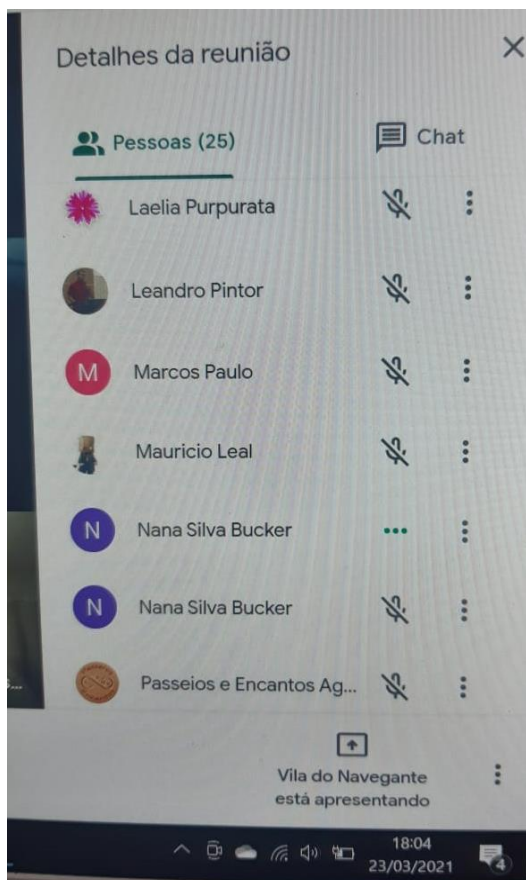 Detalhes da reunião
Pessoas (25)
Chat
Laelia Purpurata
Leandro Pintor
M
Marcos Paulo
Mauricio Leal
N
Nana Silva Bucker
N
Nana Silva Bucker
Passeios e Encantos Ag...
Vila do Navegante
está apresentando
18:04
23/03/2021
4